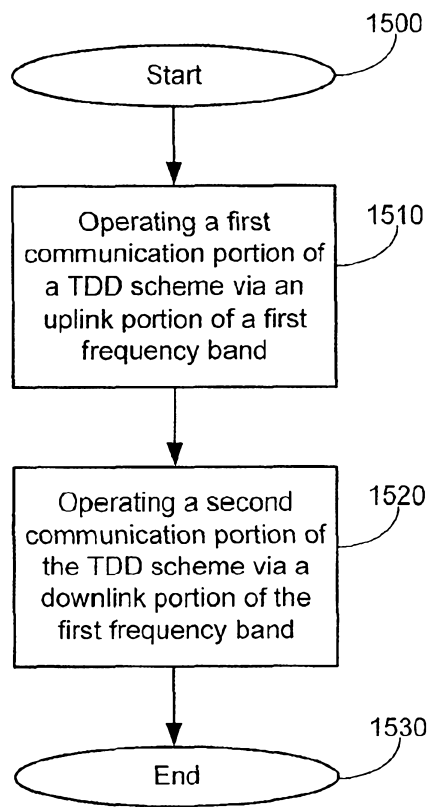 1500
Start
1510
Operating a first
communication portion of
a TDD scheme via an
uplink portion of a first
frequency band
1520
Operating a second
communication portion of
the TDD scheme via a
downlink portion of the
first frequency band
1530
End